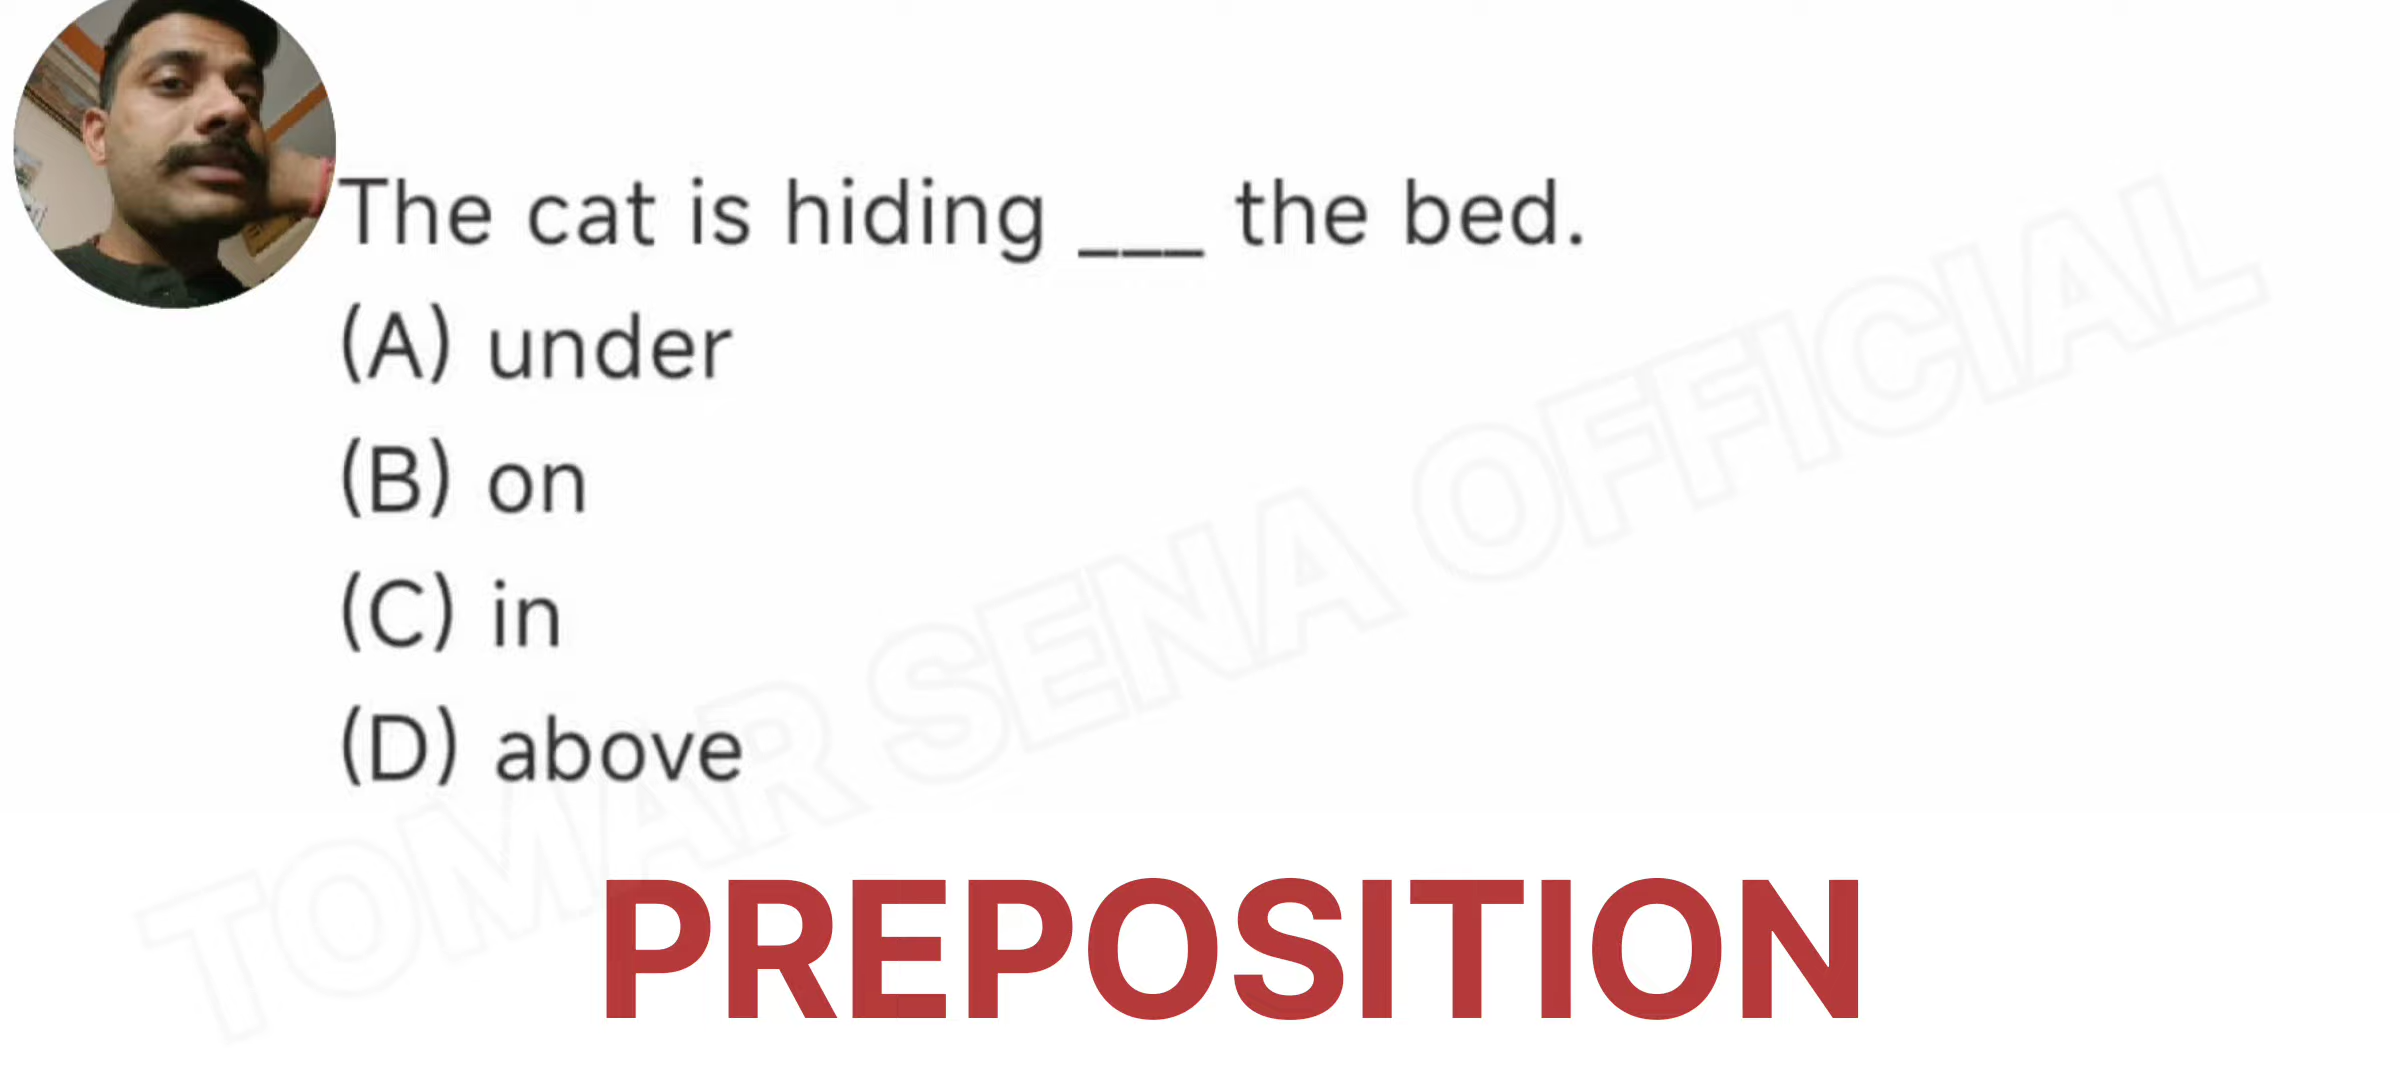 The cat is hiding ___ the bed.
(A) under
(B) on
(C) in
(D) above
TOMAR SENA OFFICIAL
PREPOSITION